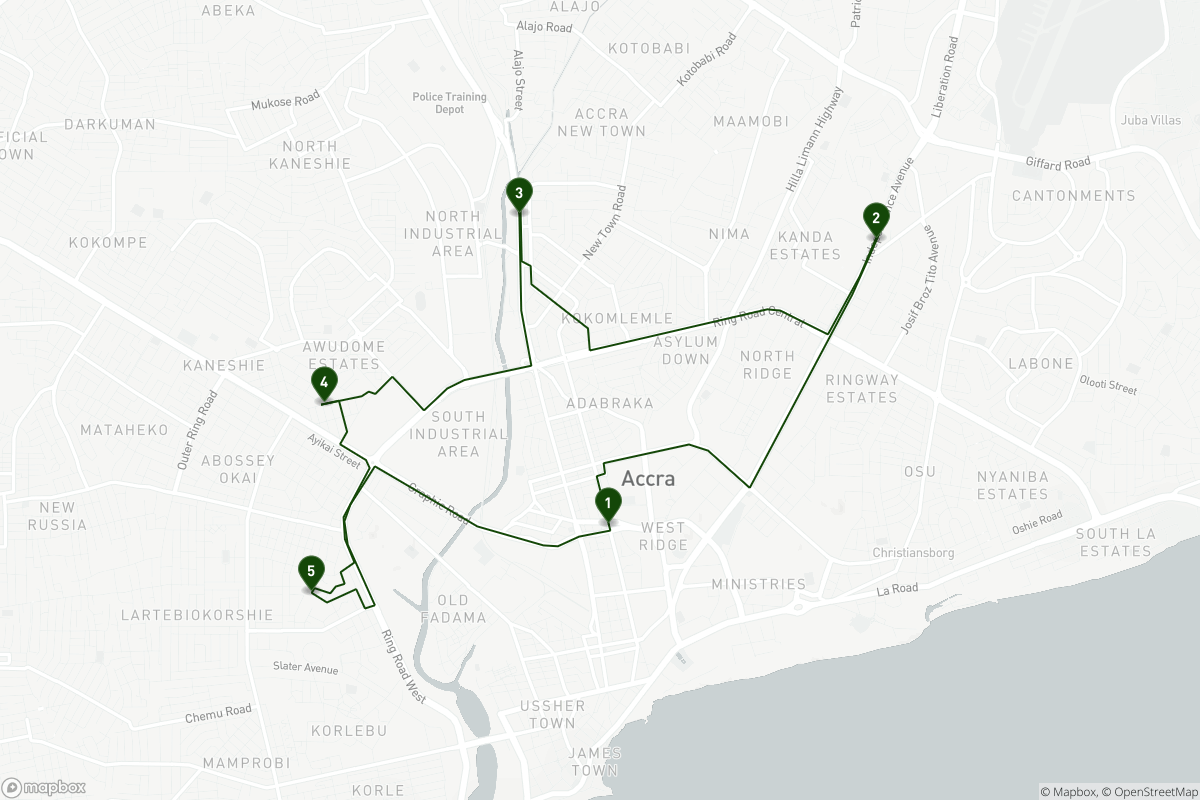 ABEKA
ALAJO
Alajo Road
KOTOBABI
Kotobabi Road
Alajo Street
Liberation Road
Mukose Road
Police Training
Depot
DARKUMAN
FICIAL
OWN
ACCRA
NEW TOWN
MAAMOBI
Hilla Limann Highway
Juba Villas
NORTH
KANESHIE
Giffard Road
CANTONMENTS
3
2
NORTH
INDUSTRIAL
AREA
New Town Road
NIMA
KANDA
ESTATES
KOKOMPE
Josif Broz Tito Avenue
KOKOMLEMLE
Ring Road Central
ASYLUM
DOWN
NORTH
RIDGE
AWUDOME
ESTATES
KANESHIE
LABONE
Olooti Street
RINGWAY
ESTATES
4
Outer Ring Road
ADABRAKA
SOUTH
INDUSTRIAL
AREA
MATAHEKO
Ayikai Street
ABOSSEY
OKAI
Accra
OSU
NYANIBA
ESTATES
Graphic Road
1
NEW
RUSSIA
WEST
RIDGE
Oshie Road
SOUTH LA
ESTATES
Christiansborg
5
MINISTRIES
La Road
OLD
FADAMA
LARTEBIOKORSHIE
Ring Road West
Slater Avenue
Chemu Road
USSHER
TOWN
KORLEBU
JAMES
TOWN
MAMPROBI
KORLE
mapbox
© Mapbox, © OpenStreetMap